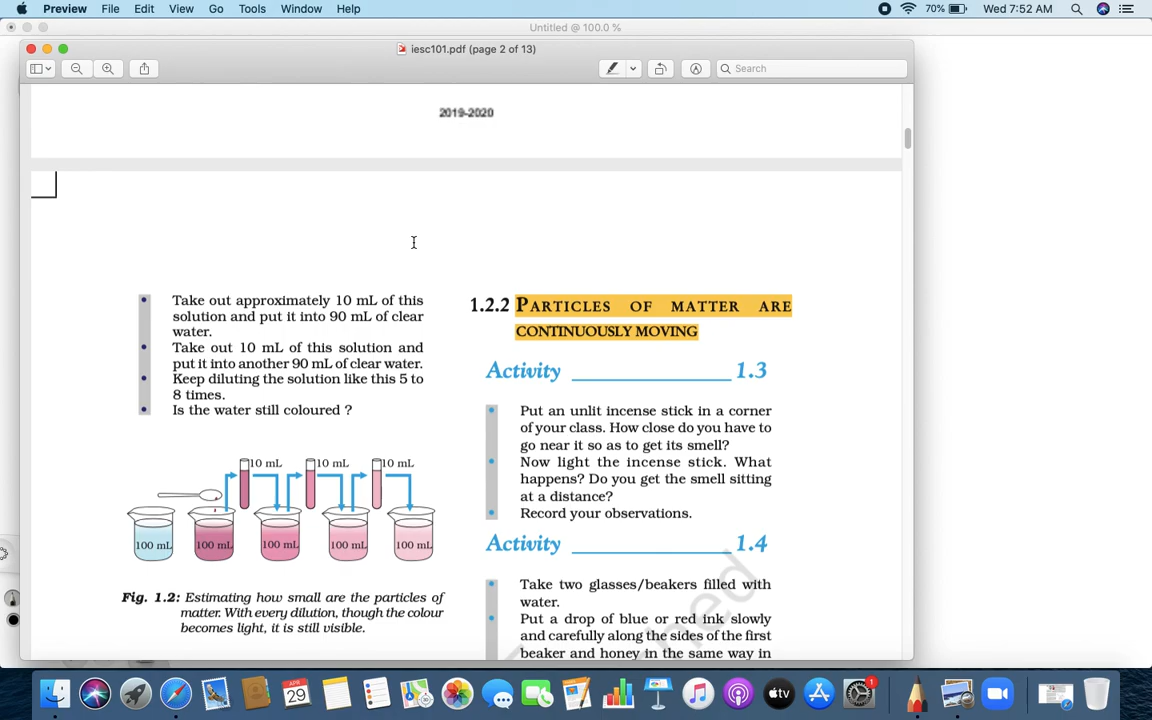 Preview File Edit View Go Tools Window Help 70% Wed 7:52 AM
Untitled @ 100.0 %
iesc101.pdf (page 2 of 13)
Search
2019-2020
Take out approximately 10 mL of this
solution and put it into 90 mL of clear
water.
Take out 10 mL of this solution and
put it into another 90 mL of clear water.
Keep diluting the solution like this 5 to
8 times.
Is the water still coloured ?
10 mL 10 mL 10 mL
100 mL 100 mL 100 mL 100 mL 100 mL
Fig. 1.2: Estimating how small are the particles of
matter. With every dilution, though the colour
becomes light, it is still visible.
1.2.2 PARTICLES OF MATTER ARE
CONTINUOUSLY MOVING
Activity ______________ 1.3
Put an unlit incense stick in a corner
of your class. How close do you have to
go near it so as to get its smell?
Now light the incense stick. What
happens? Do you get the smell sitting
at a distance?
Record your observations.
Activity ______________ 1.4
Take two glasses/beakers filled with
water.
Put a drop of blue or red ink slowly
and carefully along the sides of the first
beaker and honey in the same way in
APR
29
tv
1